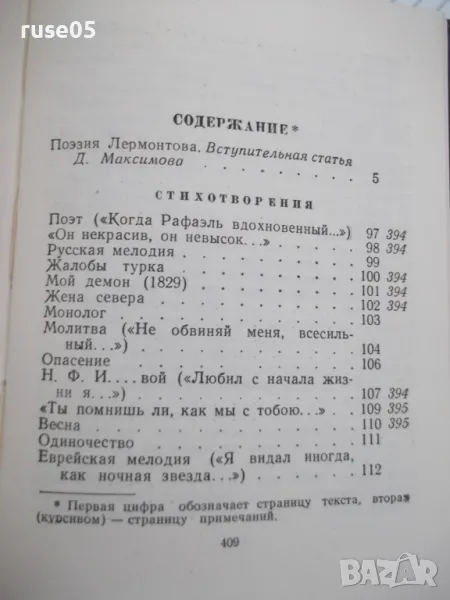 ruse05
СОДЕРЖАНИЕ*
Поэзия Лермонтова. Вступительная статья
Д. Максимова . . . . . . . . 5
СТИХОТВОРЕНИЯ
Поэт («Когда Рафаэль вдохновенный...») 97 394
«Он некрасив, он невысок...» . . . . 98 394
Русская мелодия . . . . . . . . 99
Жалобы турка . . . . . . . . 100 394
Мой демон (1829) . . . . . . . 101 394
Жена севера . . . . . . . . 102 394
Монолог . . . . . . . . . 103
Молитва («Не обвиняй меня, всесиль-
ный...») . . . . . . . . 104
Опасение . . . . . . . . . 106
Н. Ф. И....вой («Любил с начала жиз-
ни я...») . . . . . . . . 107 394
«Ты помнишь ли, как мы с тобою...» . 109 395
Весна . . . . . . . . . . 110 395
Одиночество . . . . . . . . 111
Еврейская мелодия («Я видал иногда,
как ночная звезда...») . . . . . 112
* Первая цифра обозначает страницу текста, вторая
(курсивом) — страницу примечаний.
409
BAZAR